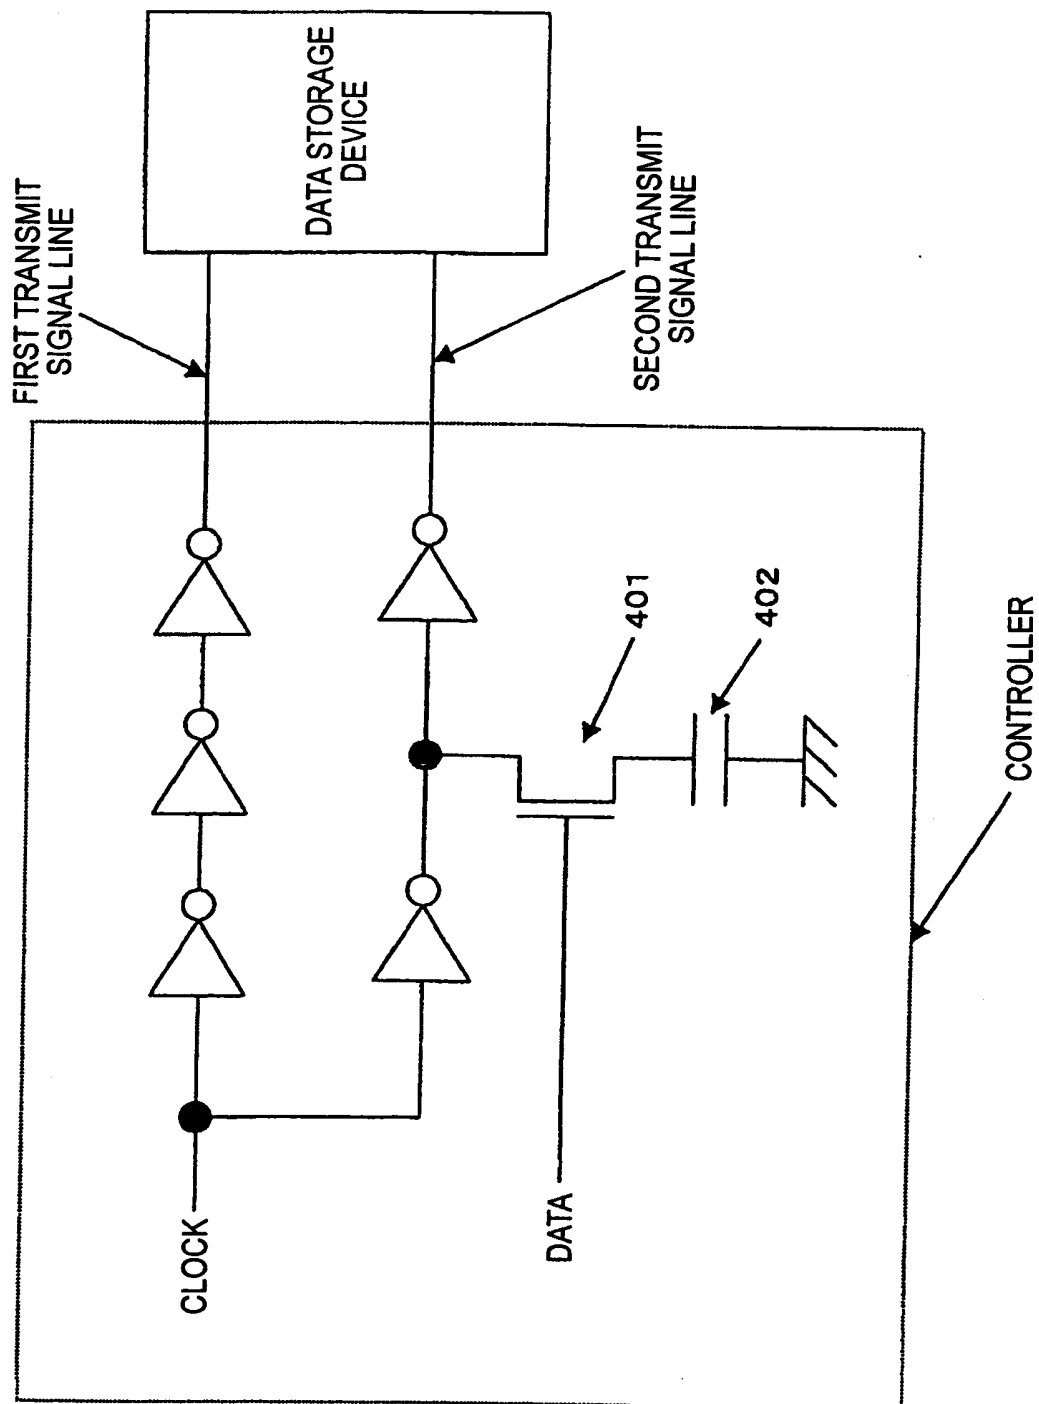 FIRST TRANSMIT
SIGNAL LINE
DATA STORAGE
DEVICE
SECOND TRANSMIT
SIGNAL LINE
CLOCK
DATA
401
402
CONTROLLER